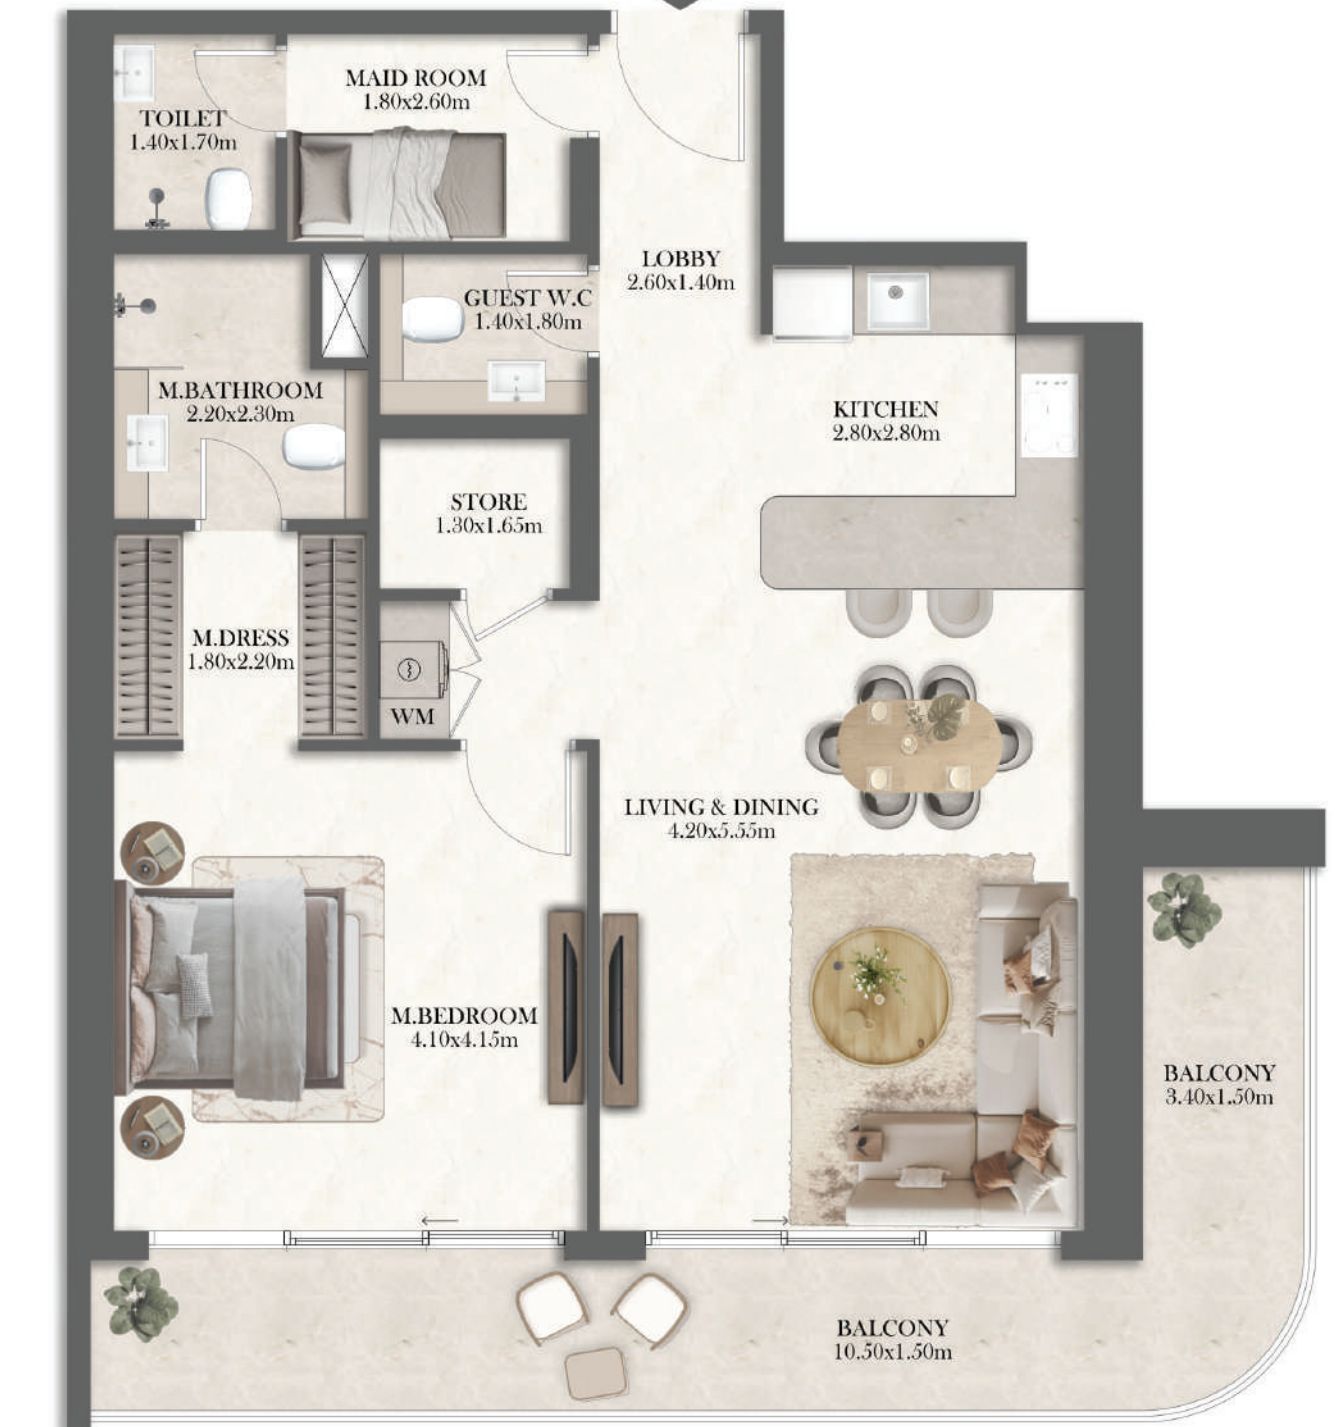 MAID ROOM
1.80x2.60m
TOILET
1.40x1.70m
LOBBY
2.60x1.40m
GUEST W.C
1.40x1.80m
M.BATHROOM
2.20x2.30m
KITCHEN
2.80x2.80m
STORE
1.30x1.65m
M.DRESS
1.80x2.20m
WM
LIVING & DINING
4.20x5.55m
M.BEDROOM
4.10x4.15m
BALCONY
3.40x1.50m
BALCONY
10.50x1.50m